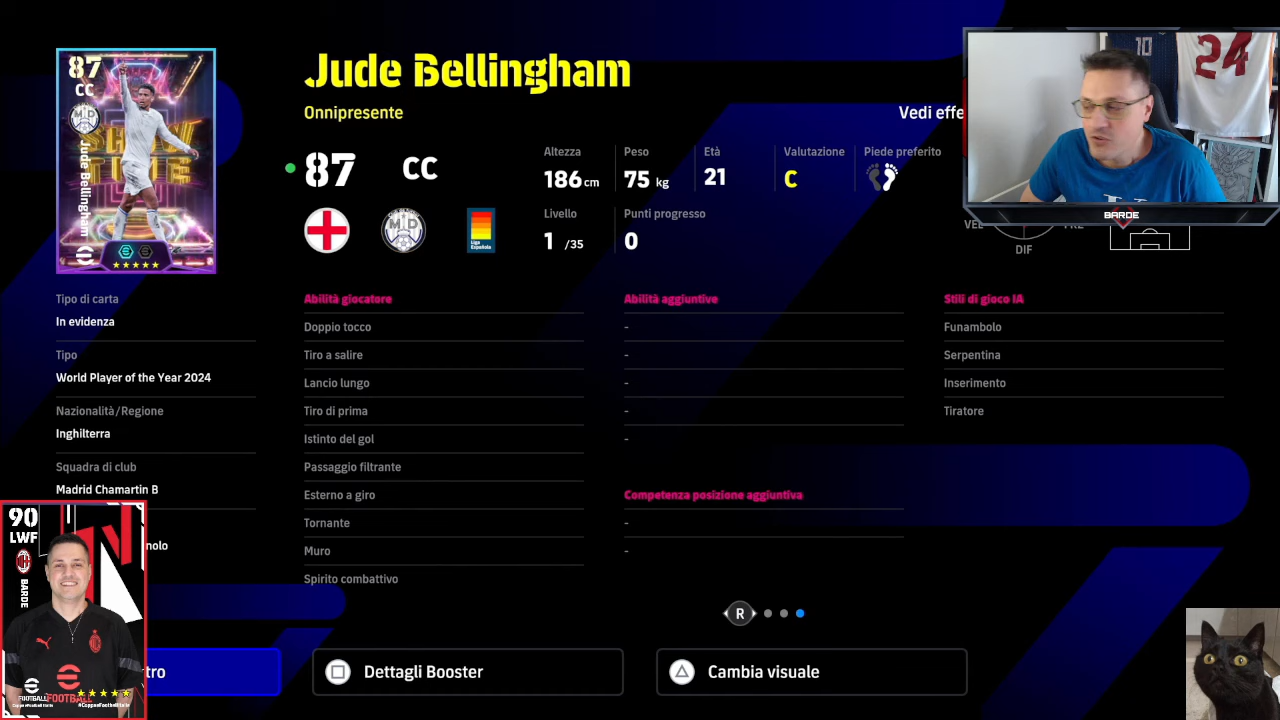 87
CC
Jude Bellingham
Jude Bellingham
Onnipresente
Vedi effe
87
CC
Altezza
186 cm
Peso
75 kg
Età
21
Valutazione
C
Piede preferito
Livello
1 /35
Punti progresso
0
Liga Española
10
24
BARDE
VEL
DIF
Tipo di carta
In evidenza
Tipo
World Player of the Year 2024
Nazionalità/Regione
Inghilterra
Squadra di club
Madrid Chamartin B
nolo
Abilità giocatore
Doppio tocco
Tiro a salire
Lancio lungo
Tiro di prima
Istinto del gol
Passaggio filtrante
Esterno a giro
Tornante
Muro
Spirito combattivo
Abilità aggiuntive
-
-
-
-
-
Competenza posizione aggiuntiva
-
-
Stili di gioco IA
Funambolo
Serpentina
Inserimento
Tiratore
90
LWF
BARDE
FOOTBALL
R
tro
Dettagli Booster
Cambia visuale